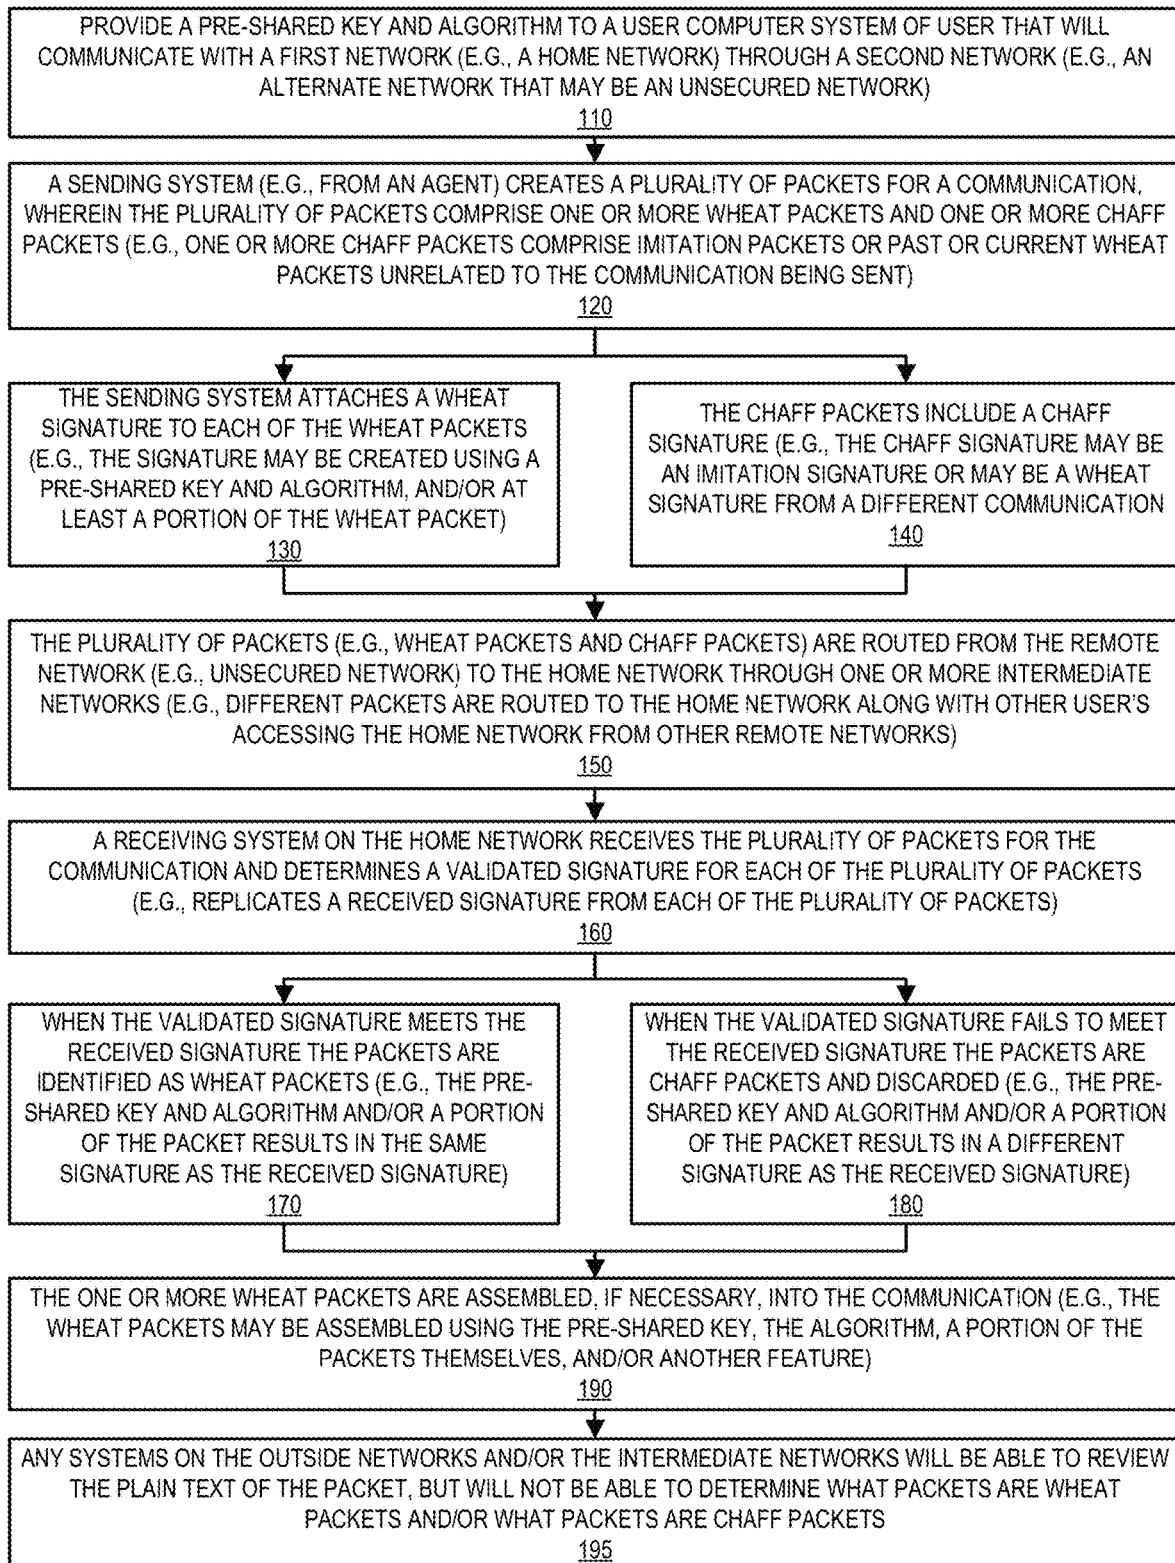 PROVIDE A PRE-SHARED KEY AND ALGORITHM TO A USER COMPUTER SYSTEM OF USER THAT WILL
COMMUNICATE WITH A FIRST NETWORK (E.G., A HOME NETWORK) THROUGH A SECOND NETWORK (E.G., AN
ALTERNATE NETWORK THAT MAY BE AN UNSECURED NETWORK)
110
A SENDING SYSTEM (E.G., FROM AN AGENT) CREATES A PLURALITY OF PACKETS FOR A COMMUNICATION,
WHEREIN THE PLURALITY OF PACKETS COMPRISE ONE OR MORE WHEAT PACKETS AND ONE OR MORE CHAFF
PACKETS (E.G., ONE OR MORE CHAFF PACKETS COMPRISE IMITATION PACKETS OR PAST OR CURRENT WHEAT
PACKETS UNRELATED TO THE COMMUNICATION BEING SENT)
120
THE SENDING SYSTEM ATTACHES A WHEAT
SIGNATURE TO EACH OF THE WHEAT PACKETS
(E.G., THE SIGNATURE MAY BE CREATED USING A
PRE-SHARED KEY AND ALGORITHM, AND/OR AT
LEAST A PORTION OF THE WHEAT PACKET)
130
THE CHAFF PACKETS INCLUDE A CHAFF
SIGNATURE (E.G., THE CHAFF SIGNATURE MAY BE
AN IMITATION SIGNATURE OR MAY BE A WHEAT
SIGNATURE FROM A DIFFERENT COMMUNICATION
140
THE PLURALITY OF PACKETS (E.G., WHEAT PACKETS AND CHAFF PACKETS) ARE ROUTED FROM THE REMOTE
NETWORK (E.G., UNSECURED NETWORK) TO THE HOME NETWORK THROUGH ONE OR MORE INTERMEDIATE
NETWORKS (E.G., DIFFERENT PACKETS ARE ROUTED TO THE HOME NETWORK ALONG WITH OTHER USER'S
ACCESSING THE HOME NETWORK FROM OTHER REMOTE NETWORKS)
150
A RECEIVING SYSTEM ON THE HOME NETWORK RECEIVES THE PLURALITY OF PACKETS FOR THE
COMMUNICATION AND DETERMINES A VALIDATED SIGNATURE FOR EACH OF THE PLURALITY OF PACKETS
(E.G., REPLICATES A RECEIVED SIGNATURE FROM EACH OF THE PLURALITY OF PACKETS)
160
WHEN THE VALIDATED SIGNATURE MEETS THE
RECEIVED SIGNATURE THE PACKETS ARE
IDENTIFIED AS WHEAT PACKETS (E.G., THE PRE-
SHARED KEY AND ALGORITHM AND/OR A PORTION
OF THE PACKET RESULTS IN THE SAME
SIGNATURE AS THE RECEIVED SIGNATURE)
170
WHEN THE VALIDATED SIGNATURE FAILS TO MEET
THE RECEIVED SIGNATURE THE PACKETS ARE
CHAFF PACKETS AND DISCARDED (E.G., THE PRE-
SHARED KEY AND ALGORITHM AND/OR A PORTION
OF THE PACKET RESULTS IN A DIFFERENT
SIGNATURE AS THE RECEIVED SIGNATURE)
180
THE ONE OR MORE WHEAT PACKETS ARE ASSEMBLED, IF NECESSARY, INTO THE COMMUNICATION (E.G., THE
WHEAT PACKETS MAY BE ASSEMBLED USING THE PRE-SHARED KEY, THE ALGORITHM, A PORTION OF THE
PACKETS THEMSELVES, AND/OR ANOTHER FEATURE)
190
ANY SYSTEMS ON THE OUTSIDE NETWORKS AND/OR THE INTERMEDIATE NETWORKS WILL BE ABLE TO REVIEW
THE PLAIN TEXT OF THE PACKET, BUT WILL NOT BE ABLE TO DETERMINE WHAT PACKETS ARE WHEAT
PACKETS AND/OR WHAT PACKETS ARE CHAFF PACKETS
195